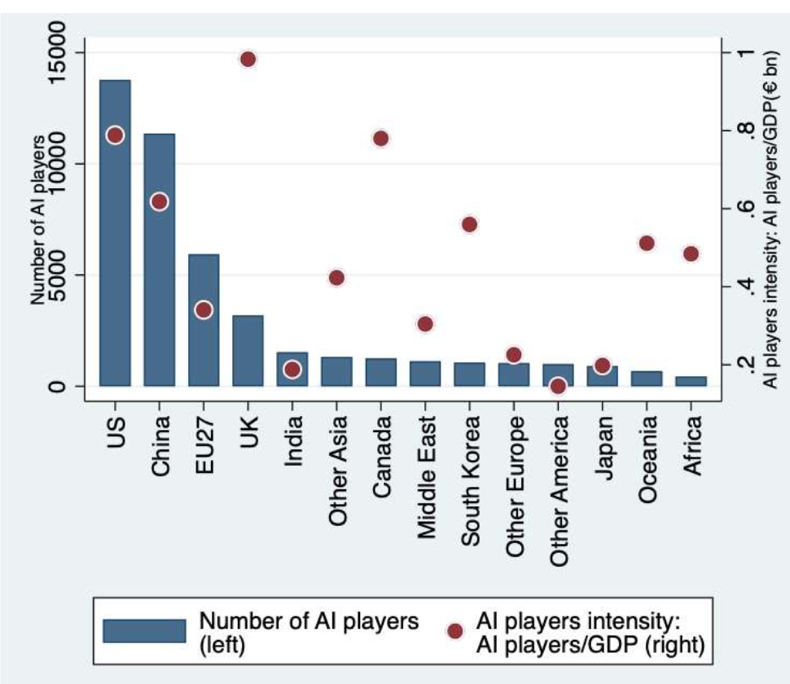 Number of AI players
15000
10000
5000
0
1
.8
.6
.4
.2
AI players intensity: AI players/GDP(€ bn)
US
China
EU27
UK
India
Other Asia
Canada
Middle East
South Korea
Other Europe
Other America
Japan
Oceania
Africa
Number of AI players
(left)
AI players intensity:
AI players/GDP (right)